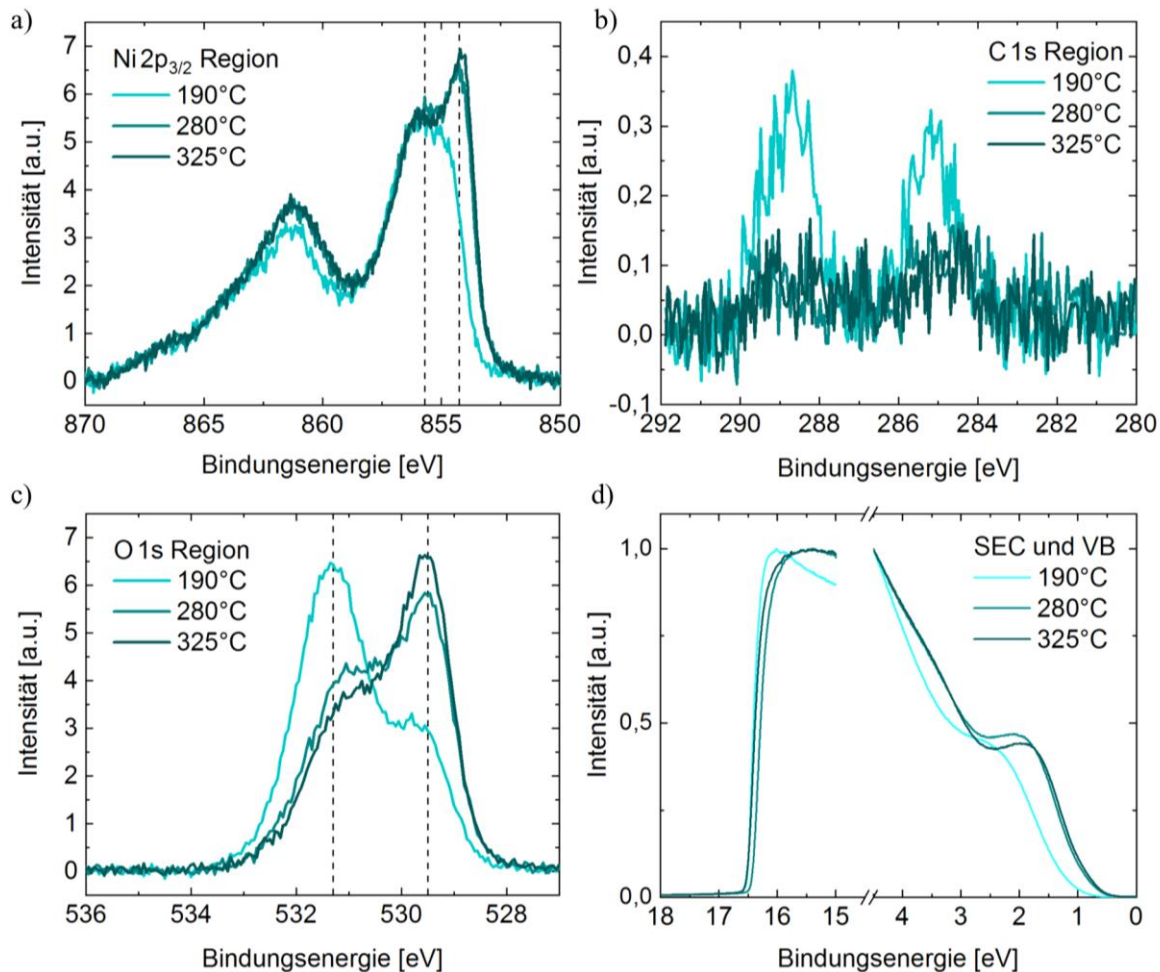 a)
Ni 2p3/2 Region
190°C
280°C
325°C
7
6
5
4
3
2
1
0
870 865 860 855 850
Intensität [a.u.]
Bindungsenergie [eV]
b)
C 1s Region
190°C
280°C
325°C
0,4
0,3
0,2
0,1
0,0
-0,1
292 290 288 286 284 282 280
Intensität [a.u.]
Bindungsenergie [eV]
c)
O 1s Region
190°C
280°C
325°C
7
6
5
4
3
2
1
0
536 534 532 530 528
Intensität [a.u.]
Bindungsenergie [eV]
d)
SEC und VB
190°C
280°C
325°C
1,0
0,5
0,0
18 17 16 15 4 3 2 1 0
Intensität [a.u.]
Bindungsenergie [eV]